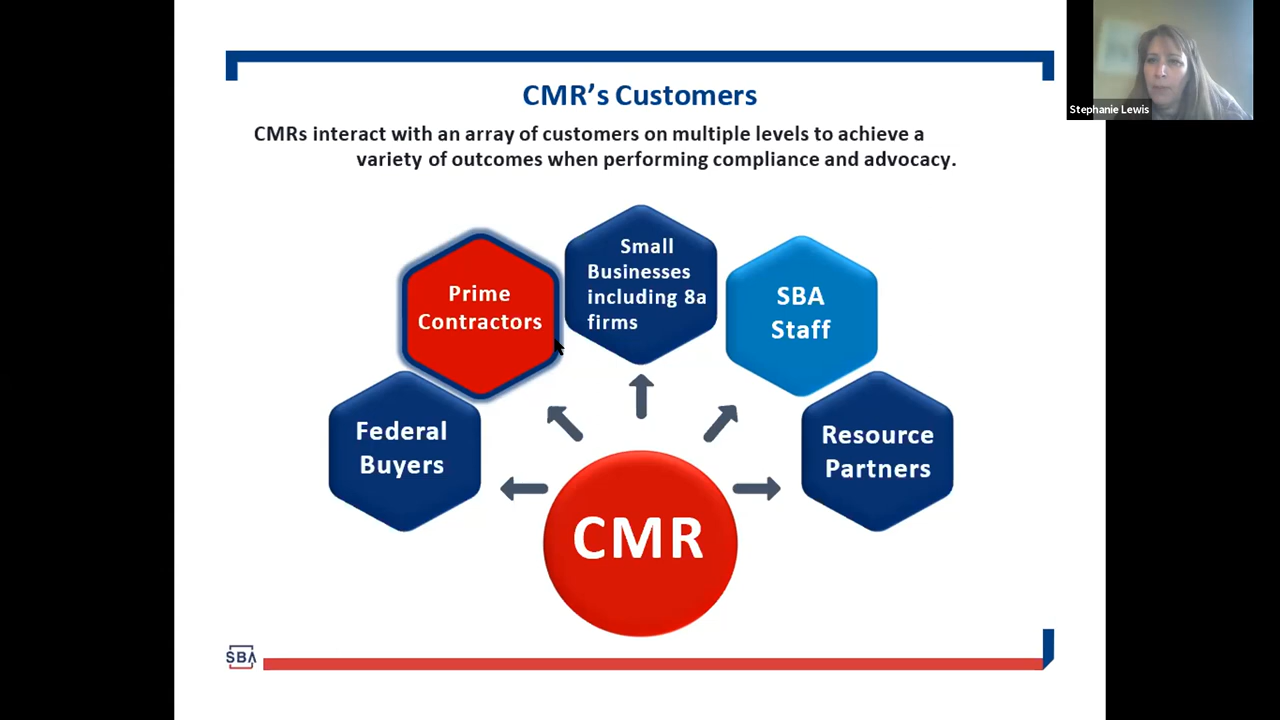 CMR's Customers
CMRs interact with an array of customers on multiple levels to achieve a
variety of outcomes when performing compliance and advocacy.
Stephanie Lewis
Prime
Contractors
Small
Businesses
including 8a
firms
SBA
Staff
Federal
Buyers
Resource
Partners
CMR
SBA